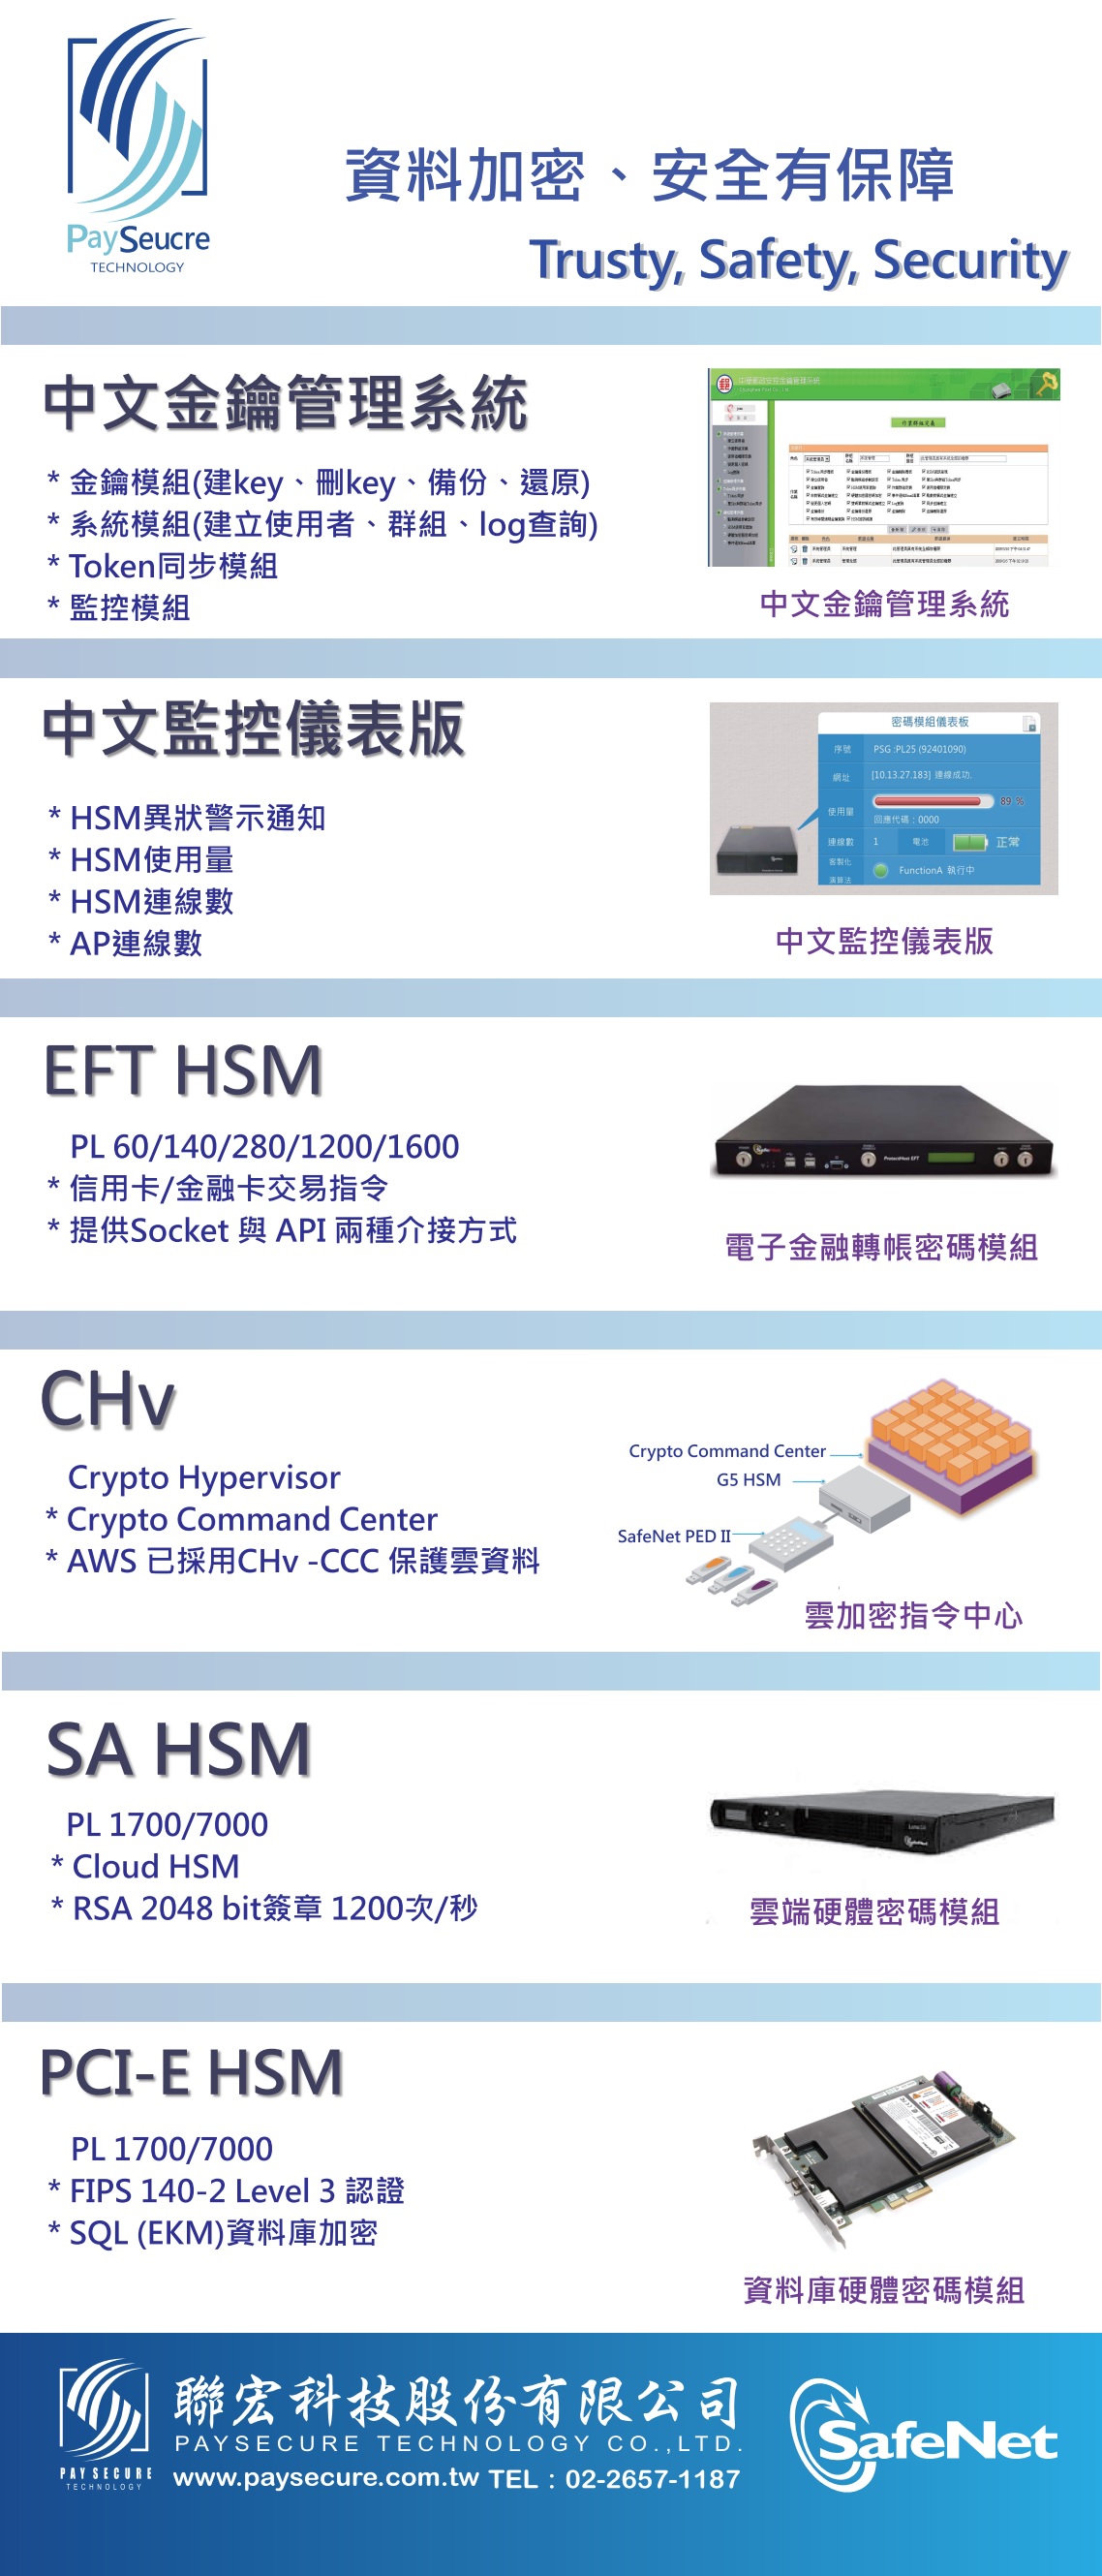 PaySeucre
TECHNOLOGY
資料加密、安全有保障
Trusty, Safety, Security
中文金鑰管理系統
* 金鑰模組(建key、刪key、備份、還原)
* 系統模組(建立使用者、群組、log查詢)
* Token同步模組
* 監控模組
中文金鑰管理系統
中文監控儀表版
* HSM異狀警示通知
* HSM使用量
* HSM連線數
* AP連線數
密碼模組儀表板
序號 PSG :PL25 (92401090)
網址 [10.13.27.183] 連線成功.
使用量 89 %
回應代碼 : 0000
連線數 1 電池 正常
客製化
演算法 FunctionA 執行中
中文監控儀表版
EFT HSM
PL 60/140/280/1200/1600
* 信用卡/金融卡交易指令
* 提供Socket 與 API 兩種介接方式
SafeNet
ProtectHost EFT
電子金融轉帳密碼模組
CHv
Crypto Hypervisor
* Crypto Command Center
* AWS 已採用CHv -CCC 保護雲資料
Crypto Command Center
G5 HSM
SafeNet PED II
雲加密指令中心
SA HSM
PL 1700/7000
* Cloud HSM
* RSA 2048 bit簽章 1200次/秒
雲端硬體密碼模組
PCI-E HSM
PL 1700/7000
* FIPS 140-2 Level 3 認證
* SQL (EKM)資料庫加密
資料庫硬體密碼模組
PAY SECURE
TECHNOLOGY
聯宏科技股份有限公司
PAYSECURE TECHNOLOGY CO.,LTD.
www.paysecure.com.tw TEL：02-2657-1187
SafeNet